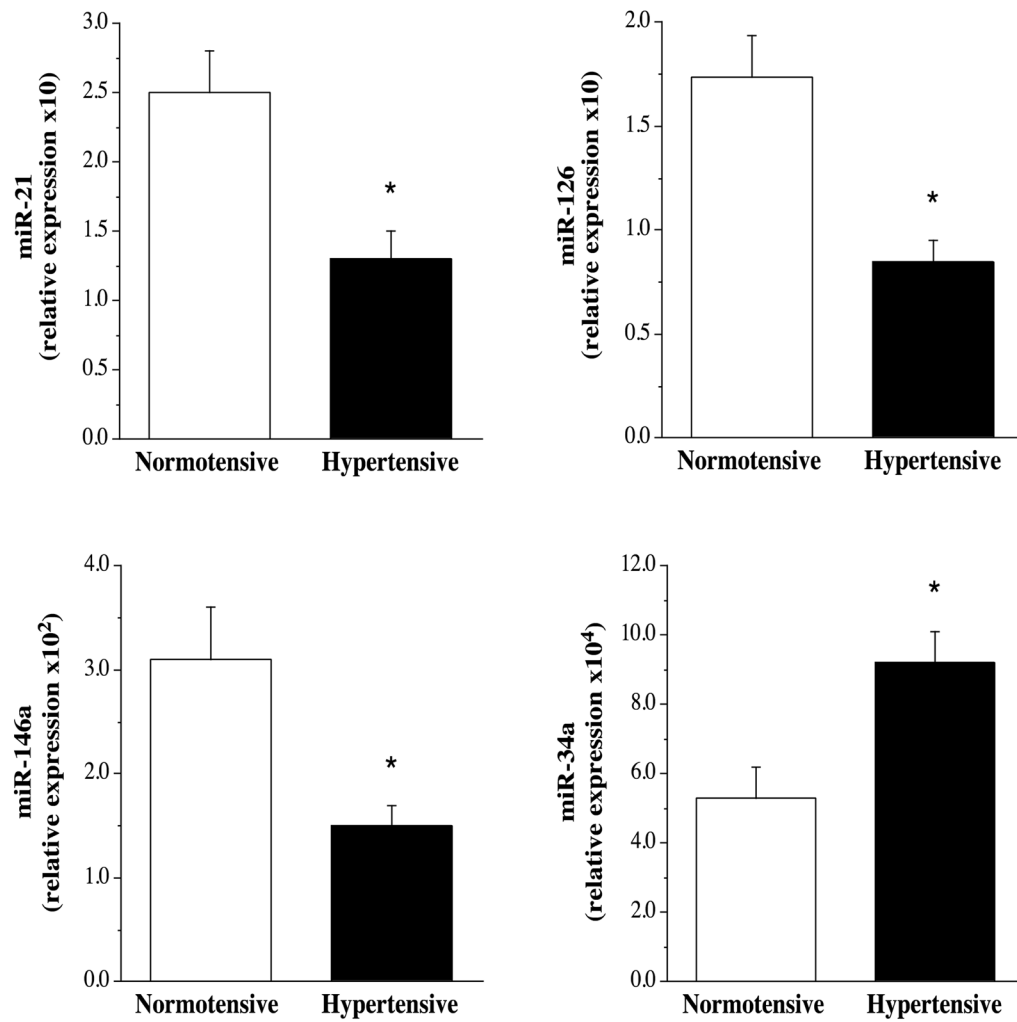 miR-21
(relative expression x10)
3.0
2.5
2.0
1.5
1.0
0.5
0.0
*
Normotensive Hypertensive
miR-126
(relative expression x10)
2.0
1.5
1.0
0.5
0.0
*
Normotensive Hypertensive
miR-146a
(relative expression x10²)
4.0
3.0
2.0
1.0
0.0
*
Normotensive Hypertensive
miR-34a
(relative expression x10⁴)
12.0
10.0
8.0
6.0
4.0
2.0
0.0
*
Normotensive Hypertensive